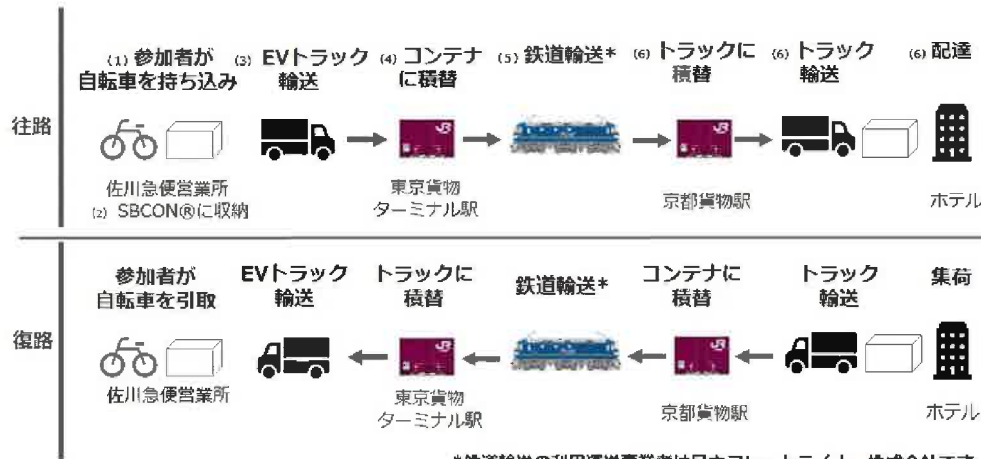 (1) 参加者が
自転車を持ち込み
(3) EVトラック
輸送
(4) コンテナ
に積替
(5) 鉄道輸送*
(6) トラックに
積替
(6) トラック
輸送
(6) 配達
往路
JR
JR
佐川急便営業所
(2) SBCON®に収納
東京貨物
ターミナル駅
京都貨物駅
ホテル
参加者が
自転車を引取
EVトラック
輸送
トラックに
積替
鉄道輸送*
コンテナに
積替
トラック
輸送
集荷
復路
JR
JR
佐川急便営業所
東京貨物
ターミナル駅
京都貨物駅
ホテル